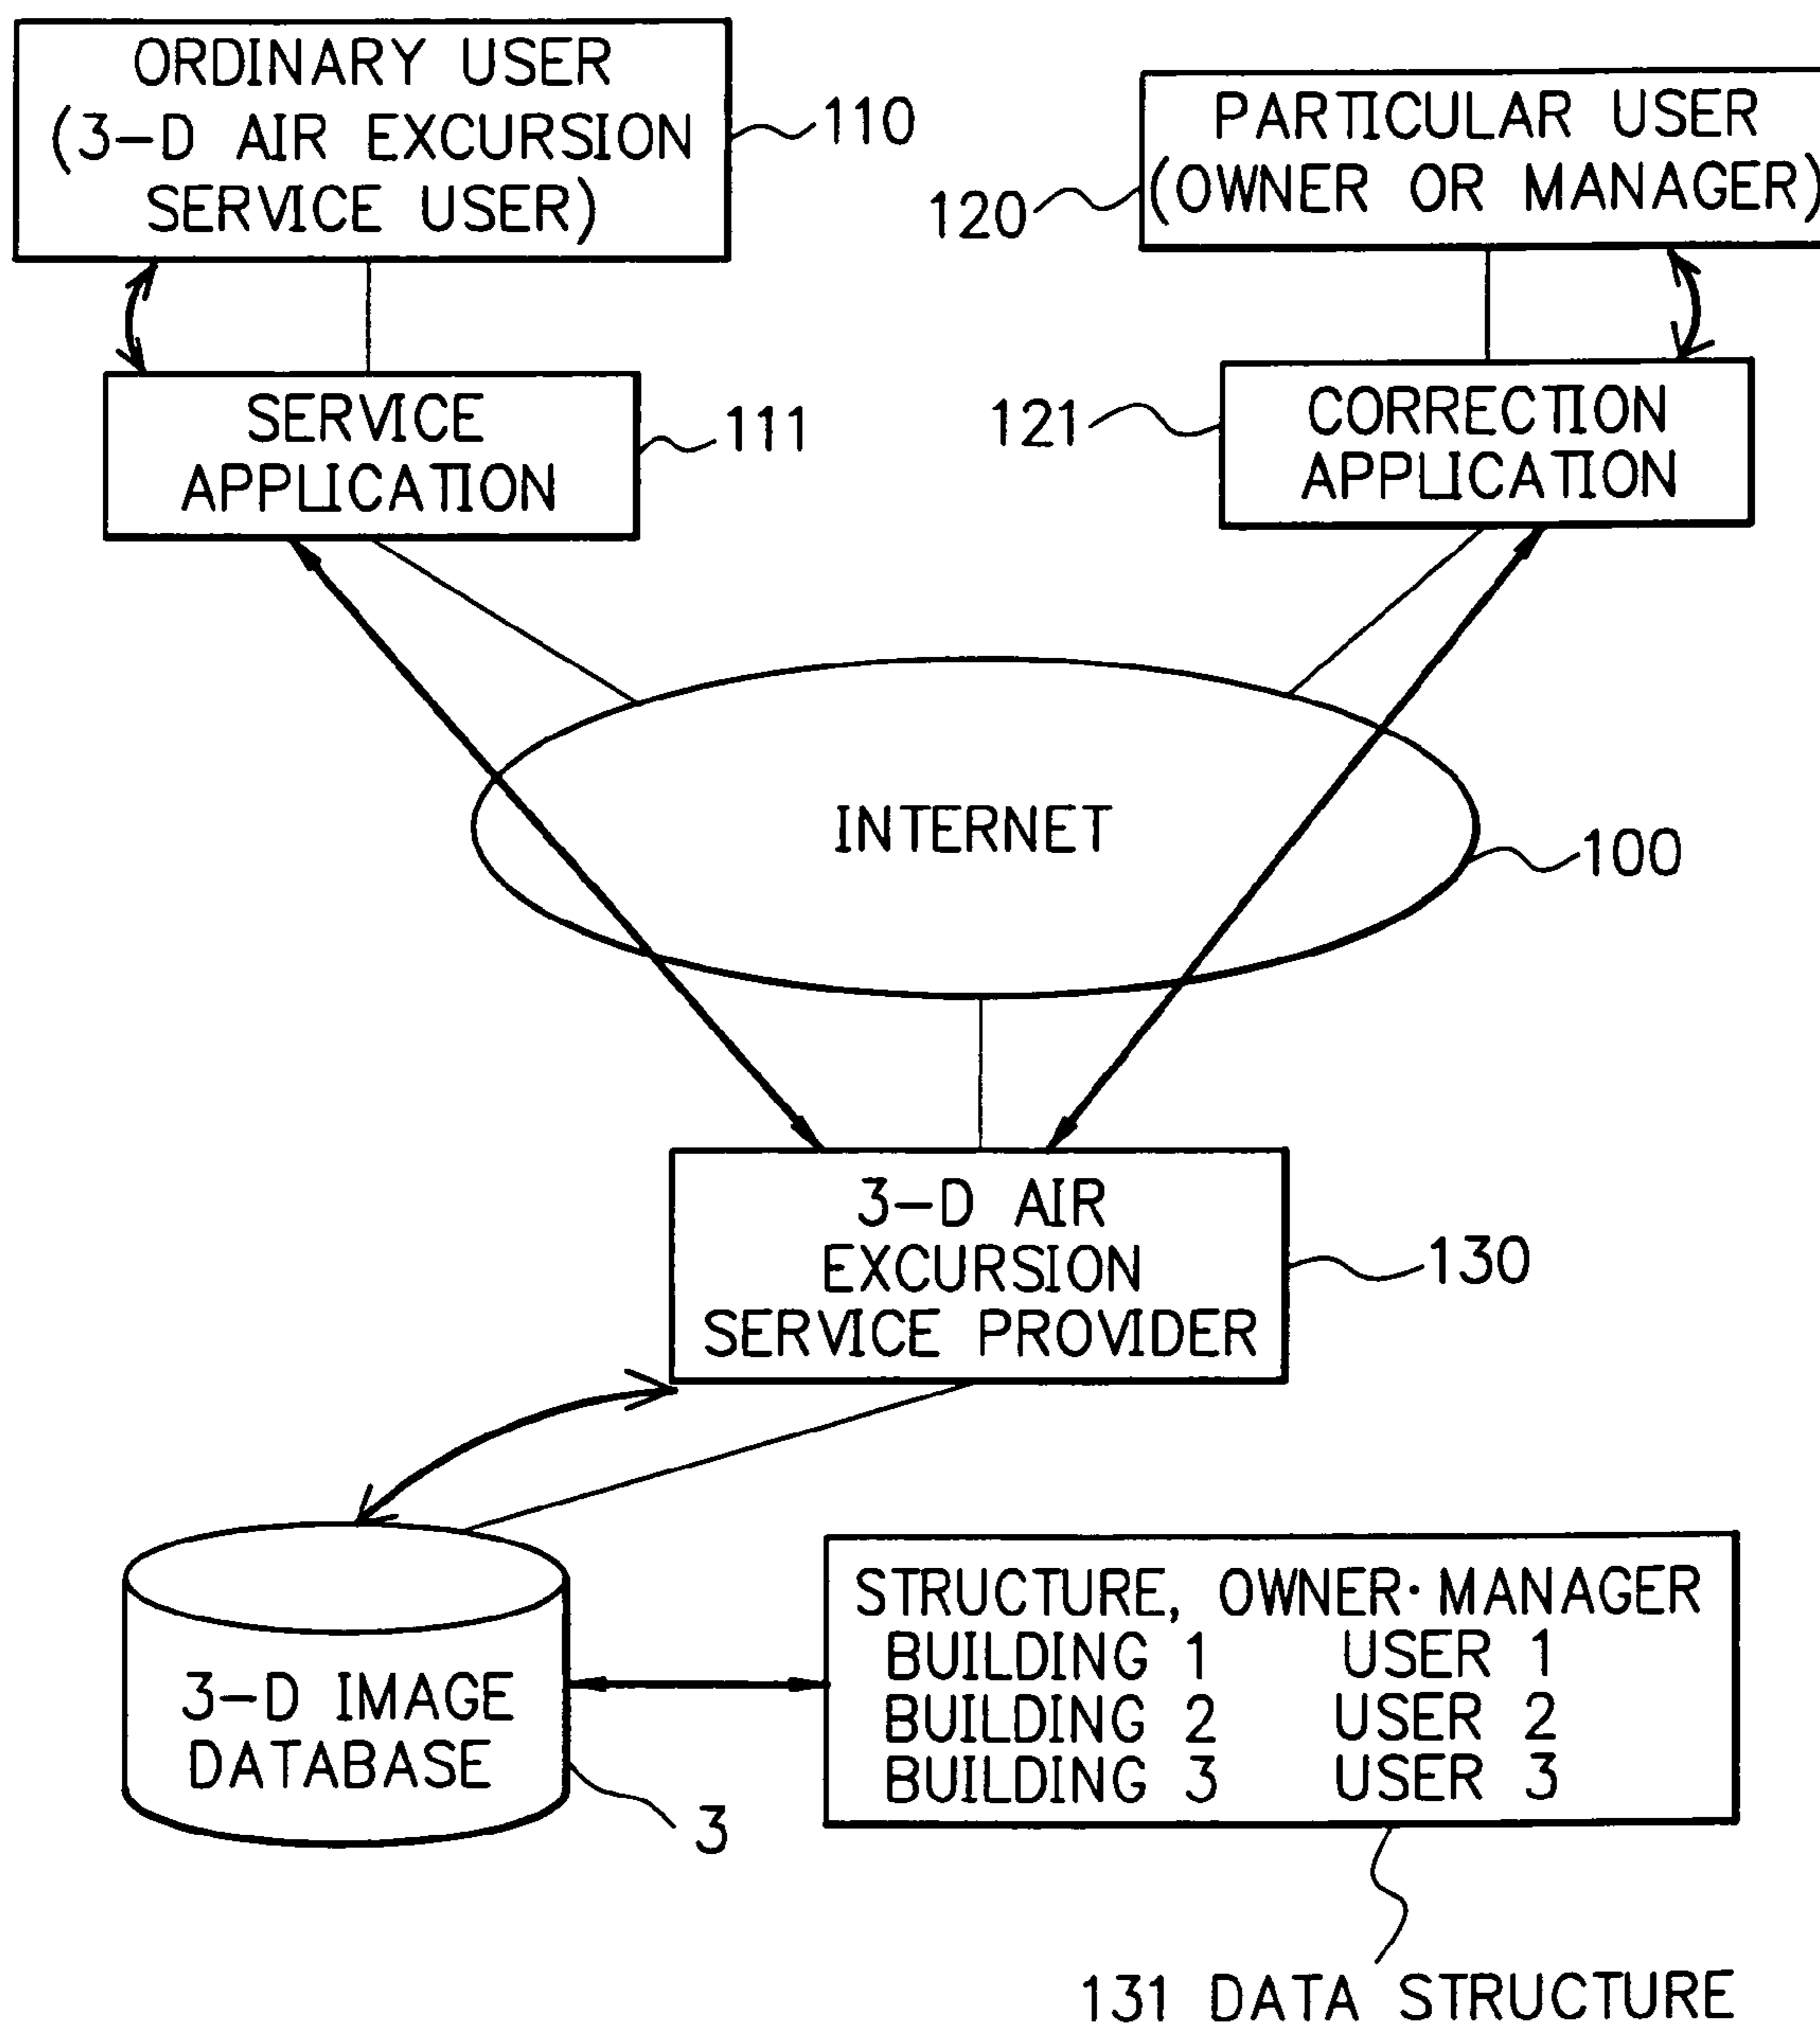 ORDINARY USER
(3-D AIR EXCURSION
SERVICE USER)
110
PARTICULAR USER
(OWNER OR MANAGER)
120
SERVICE
APPLICATION
111
121
CORRECTION
APPLICATION
INTERNET
100
3-D AIR
EXCURSION
SERVICE PROVIDER
130
3-D IMAGE
DATABASE
3
STRUCTURE, OWNER·MANAGER
BUILDING 1 USER 1
BUILDING 2 USER 2
BUILDING 3 USER 3
131 DATA STRUCTURE